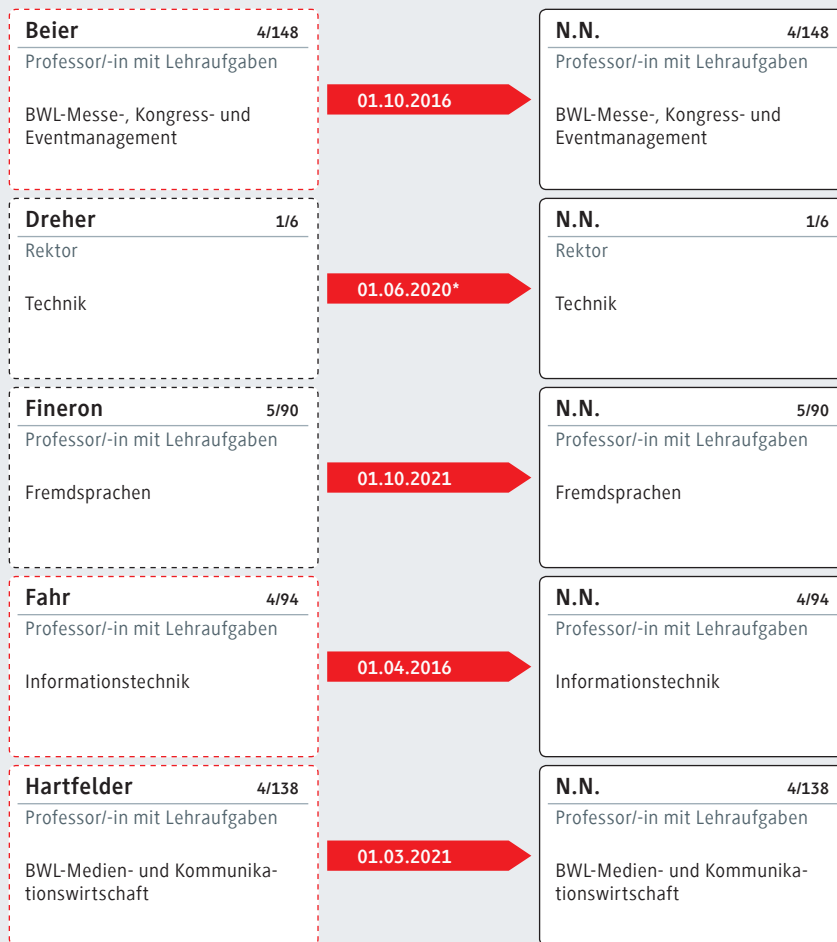 Beier 4/148
Professor/-in mit Lehraufgaben
BWL-Messe-, Kongress- und
Eventmanagement
01.10.2016
N.N. 4/148
Professor/-in mit Lehraufgaben
BWL-Messe-, Kongress- und
Eventmanagement
Dreher 1/6
Rektor
Technik
01.06.2020*
N.N. 1/6
Rektor
Technik
Fineron 5/90
Professor/-in mit Lehraufgaben
Fremdsprachen
01.10.2021
N.N. 5/90
Professor/-in mit Lehraufgaben
Fremdsprachen
Fahr 4/94
Professor/-in mit Lehraufgaben
Informationstechnik
01.04.2016
N.N. 4/94
Professor/-in mit Lehraufgaben
Informationstechnik
Hartfelder 4/138
Professor/-in mit Lehraufgaben
BWL-Medien- und Kommunika-
tionswirtschaft
01.03.2021
N.N. 4/138
Professor/-in mit Lehraufgaben
BWL-Medien- und Kommunika-
tionswirtschaft